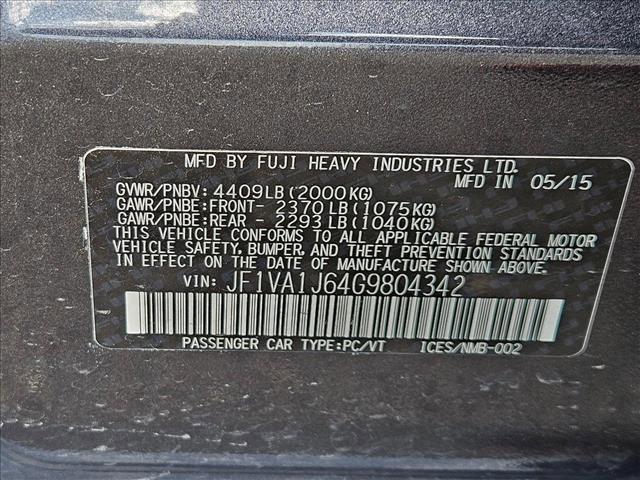 MFD BY FUJI HEAVY INDUSTRIES LTD.
MFD IN 05/15
GVWR/PNBV: 4409LB(2000KG)
GAWR/PNBE:FRONT- 2370LB(1075KG)
GAWR/PNBE:REAR - 2293LB(1040KG)
THIS VEHICLE CONFORMS TO ALL APPLICABLE FEDERAL MOTOR
VEHICLE SAFETY, BUMPER, AND THEFT PREVENTION STANDARDS
IN EFFECT ON THE DATE OF MANUFACTURE SHOWN ABOVE.
VIN: JF1VA1J64G9804342
PASSENGER CAR TYPE:PC/VT ICES/NMB-002